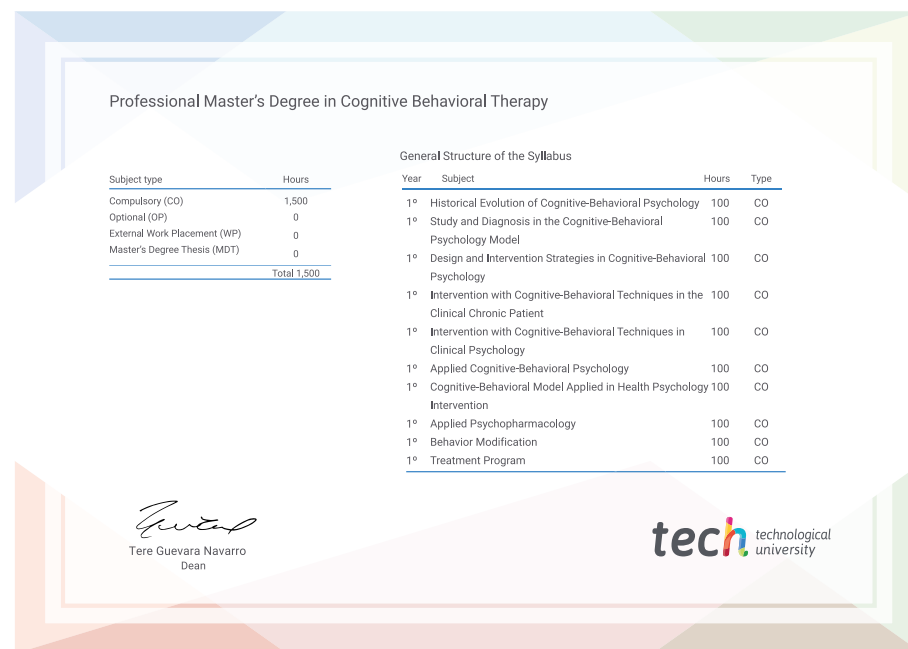 Professional Master's Degree in Cognitive Behavioral Therapy
Subject type Hours
Compulsory (CO) 1,500
Optional (OP) 0
External Work Placement (WP) 0
Master's Degree Thesis (MDT) 0
Total 1,500
General Structure of the Syllabus
Year Subject Hours Type
1º Historical Evolution of Cognitive-Behavioral Psychology 100 CO
1º Study and Diagnosis in the Cognitive-Behavioral 100 CO
Psychology Model
1º Design and Intervention Strategies in Cognitive-Behavioral 100 CO
Psychology
1º Intervention with Cognitive-Behavioral Techniques in the 100 CO
Clinical Chronic Patient
1º Intervention with Cognitive-Behavioral Techniques in 100 CO
Clinical Psychology
1º Applied Cognitive-Behavioral Psychology 100 CO
1º Cognitive-Behavioral Model Applied in Health Psychology 100 CO
Intervention
1º Applied Psychopharmacology 100 CO
1º Behavior Modification 100 CO
1º Treatment Program 100 CO
Tere Guevara Navarro
Dean
tech technological
university